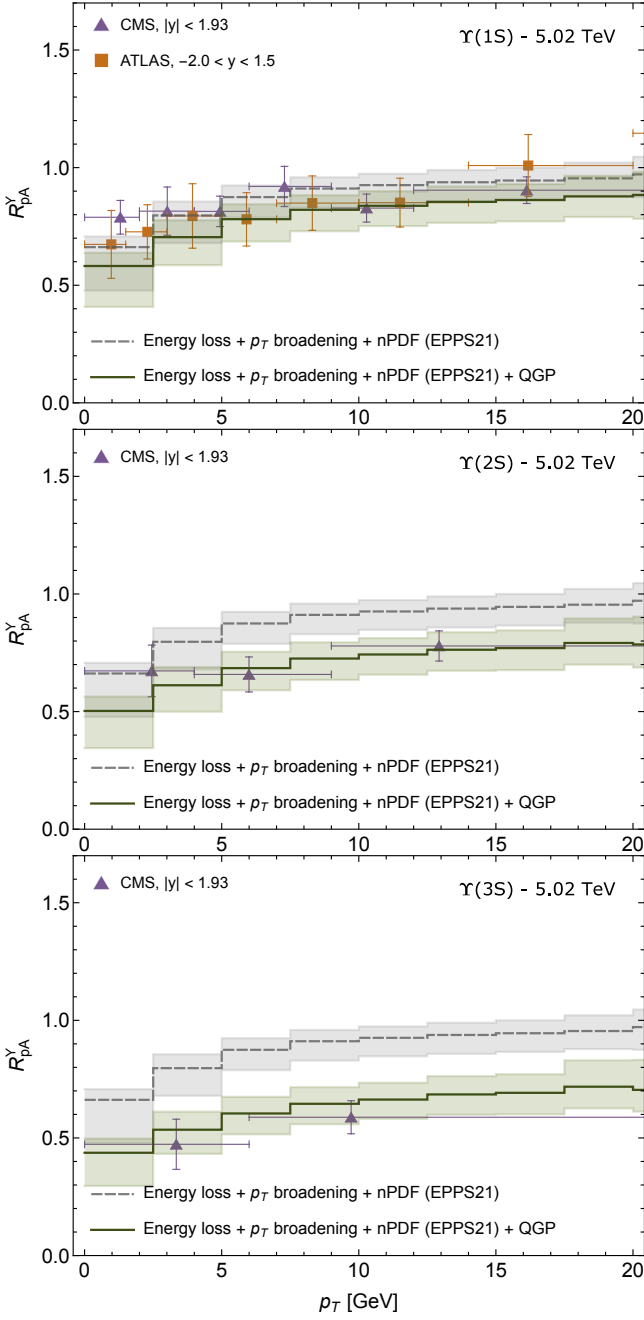 CMS, |y| < 1.93
ϒ(1S) - 5.02 TeV
ATLAS, −2.0 < y < 1.5
1.5
1.0
0.5
0.0
R_pA^ϒ
Energy loss + p_T broadening + nPDF (EPPS21)
Energy loss + p_T broadening + nPDF (EPPS21) + QGP
0 5 10 15 20
CMS, |y| < 1.93
ϒ(2S) - 5.02 TeV
1.5
1.0
0.5
0.0
R_pA^ϒ
Energy loss + p_T broadening + nPDF (EPPS21)
Energy loss + p_T broadening + nPDF (EPPS21) + QGP
0 5 10 15 20
CMS, |y| < 1.93
ϒ(3S) - 5.02 TeV
1.5
1.0
0.5
0.0
R_pA^ϒ
Energy loss + p_T broadening + nPDF (EPPS21)
Energy loss + p_T broadening + nPDF (EPPS21) + QGP
0 5 10 15 20
p_T [GeV]